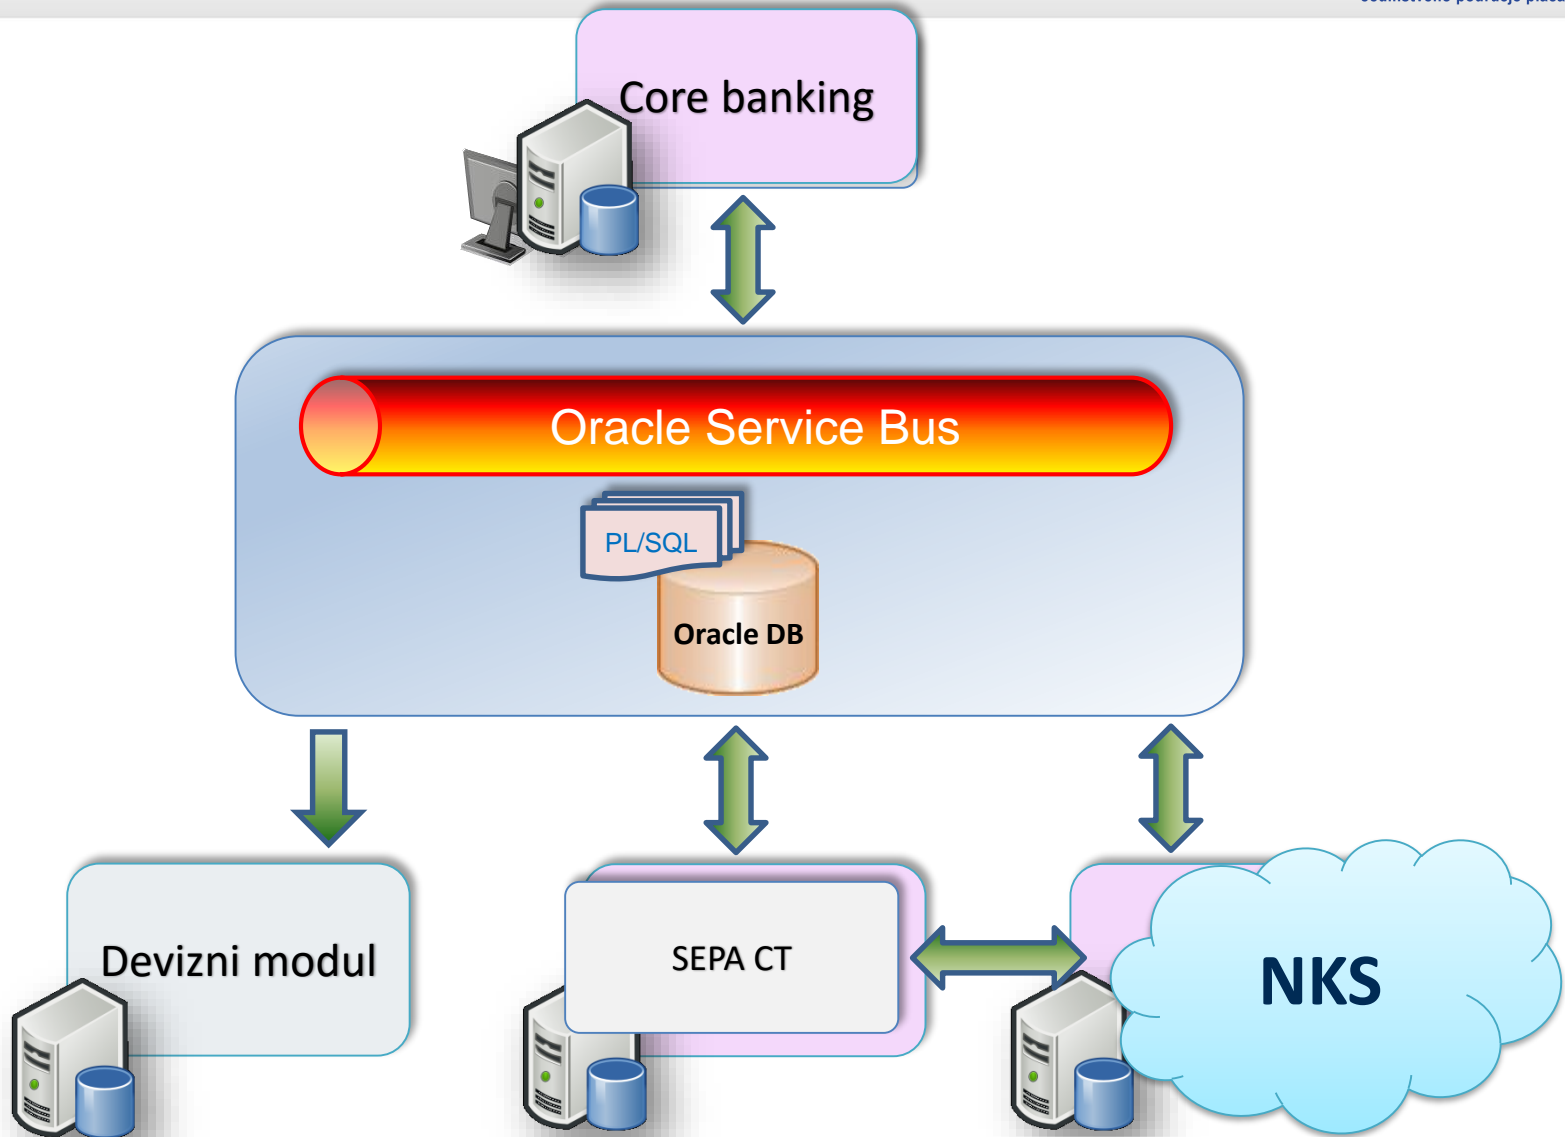 Core banking
Oracle Service Bus
PL/SQL
Oracle DB
Devizni modul
SEPA CT
NKS